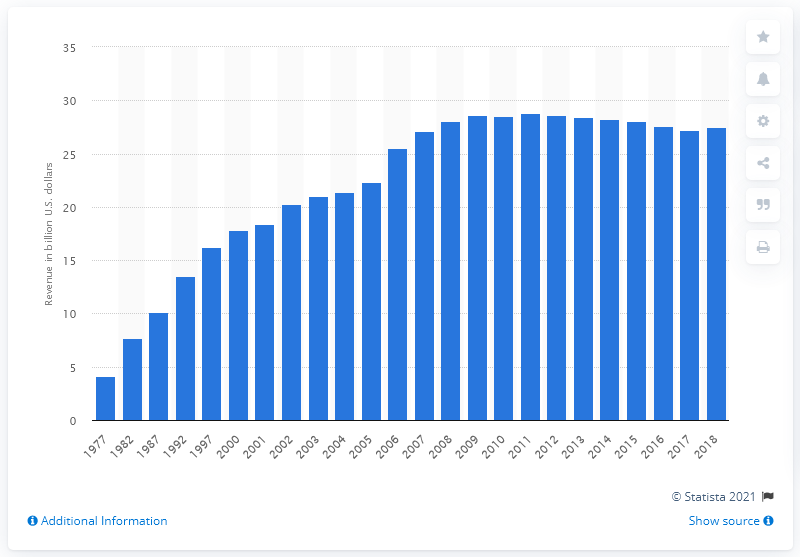 35
30
25
20
15
10
5
0
Revenue in billion U.S. dollars
1977 1982 1987 1992 1997 2000 2001 2002 2003 2004 2005 2006 2007 2008 2009 2010 2011 2012 2013 2014 2015 2016 2017 2018
© Statista 2021
Additional Information Show source